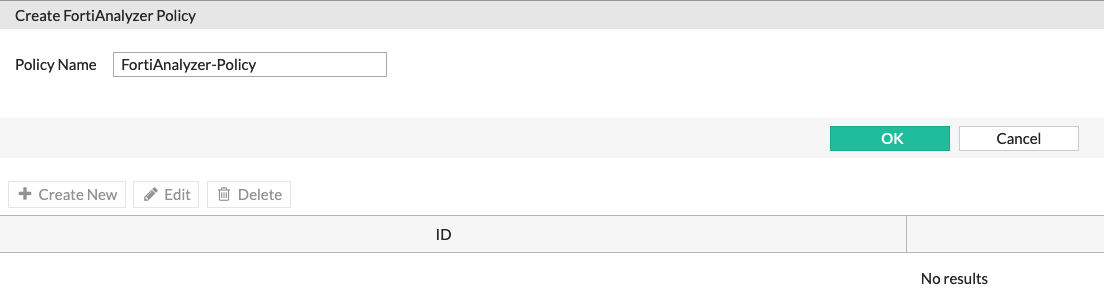 Create FortiAnalyzer Policy
Policy Name FortiAnalyzer-Policy
OK Cancel
Create New Edit Delete
ID
No results